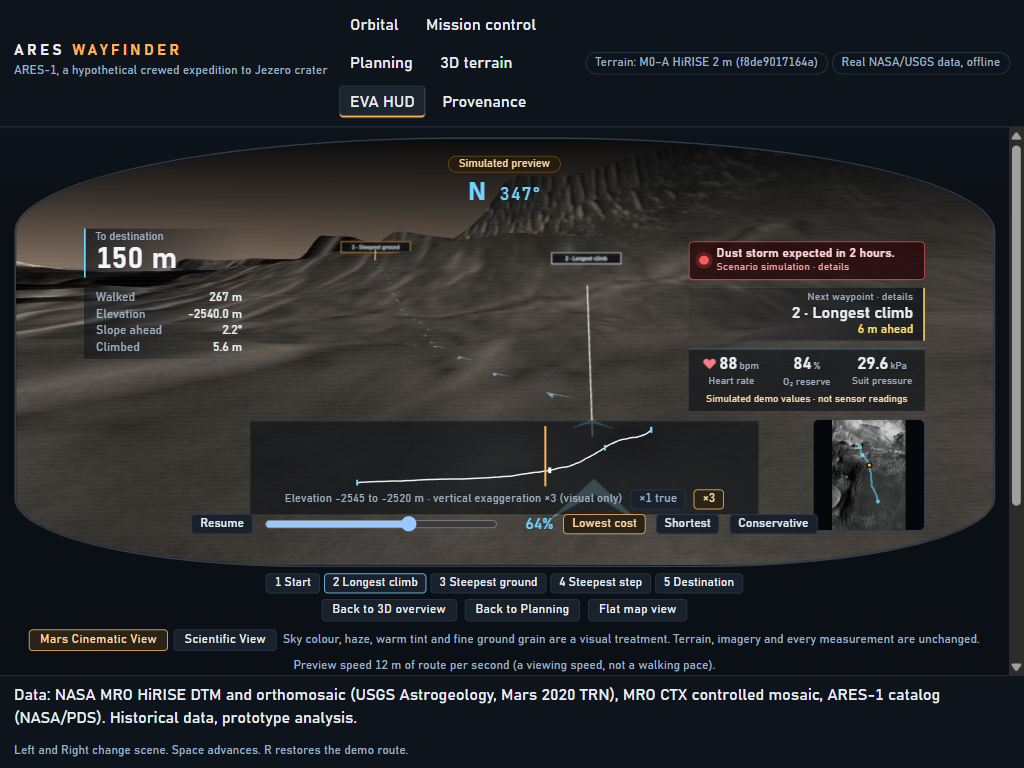 ARES WAYFINDER
ARES-1, a hypothetical crewed expedition to Jezero crater
Orbital
Mission control
Planning
3D terrain
EVA HUD
Provenance
Terrain: M0-A HiRISE 2 m (f8de9017164a)
Real NASA/USGS data, offline
Simulated preview
N 347°
To destination
150 m
Walked 267 m
Elevation -2540.0 m
Slope ahead 2.2°
Climbed 5.6 m
3 · Steepest ground
2 · Longest climb
Dust storm expected in 2 hours.
Scenario simulation · details
Next waypoint · details
2 · Longest climb
6 m ahead
88 bpm
Heart rate
84 %
O₂ reserve
29.6 kPa
Suit pressure
Simulated demo values · not sensor readings
Elevation -2545 to -2520 m · vertical exaggeration ×3 (visual only)
×1 true
×3
Resume
64%
Lowest cost
Shortest
Conservative
1 Start
2 Longest climb
3 Steepest ground
4 Steepest step
5 Destination
Back to 3D overview
Back to Planning
Flat map view
Mars Cinematic View
Scientific View
Sky colour, haze, warm tint and fine ground grain are a visual treatment. Terrain, imagery and every measurement are unchanged.
Preview speed 12 m of route per second (a viewing speed, not a walking pace).
Data: NASA MRO HiRISE DTM and orthomosaic (USGS Astrogeology, Mars 2020 TRN), MRO CTX controlled mosaic, ARES-1 catalog
(NASA/PDS). Historical data, prototype analysis.
Left and Right change scene. Space advances. R restores the demo route.